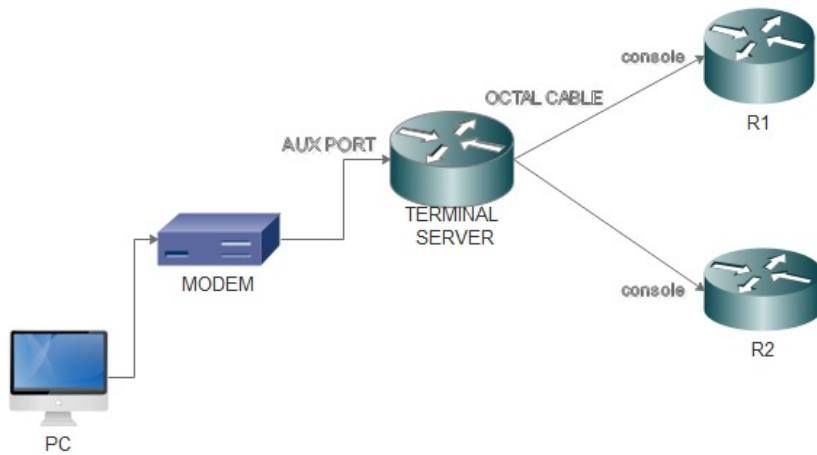 console
R1
OCTAL CABLE
AUX PORT
TERMINAL
SERVER
MODEM
console
R2
PC